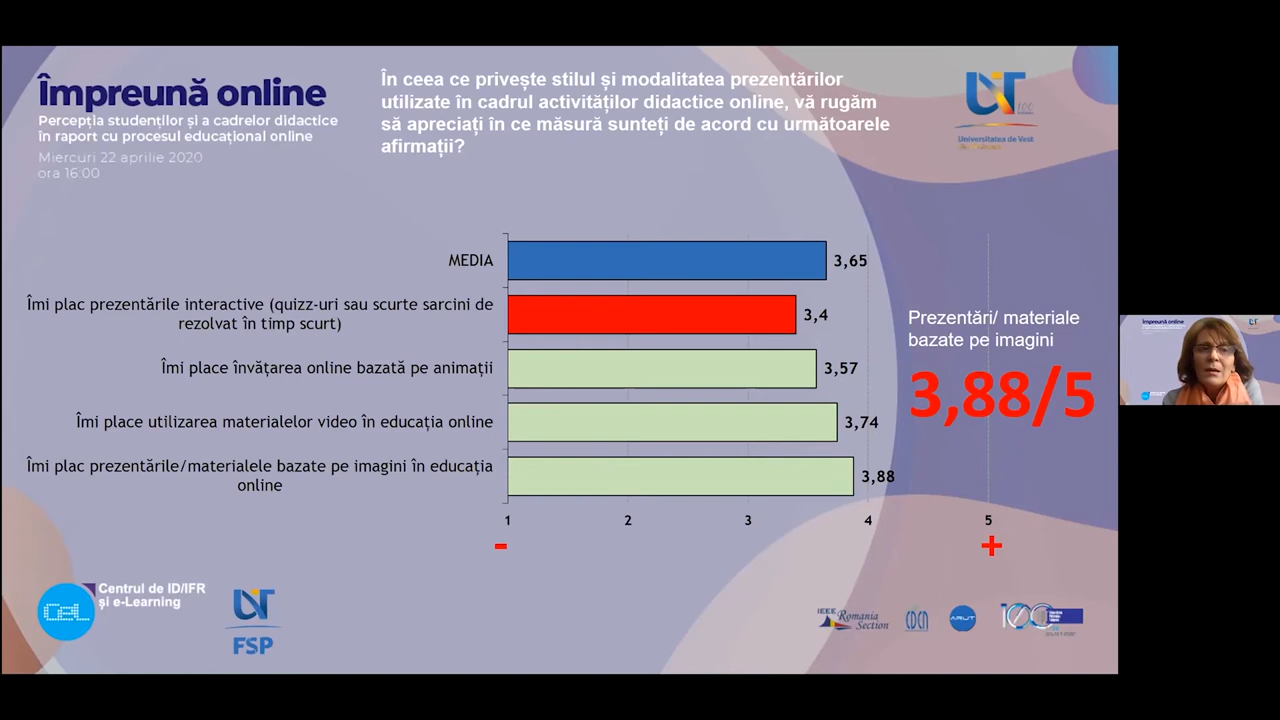 Împreună online
Percepția studenților și a cadrelor didactice
în raport cu procesul educațional online
Miercuri 22 aprilie 2020
ora 16:00
În ceea ce privește stilul și modalitatea prezentărilor
utilizate în cadrul activităților didactice online, vă rugăm
să apreciați în ce măsură sunteți de acord cu următoarele
afirmații?
Universitatea de Vest
MEDIA
3,65
Îmi plac prezentările interactive (quizz-uri sau scurte sarcini de
rezolvat în timp scurt)
3,4
Îmi place învățarea online bazată pe animații
3,57
Îmi place utilizarea materialelor video în educația online
3,74
Îmi plac prezentările/materialele bazate pe imagini în educația
online
3,88
1
2
3
4
5
-
+
Prezentări/ materiale
bazate pe imagini
3,88/5
Împreună online
Centrul de ID/IFR
și e-Learning
CeL
FSP
IEEE
Romania
Section
EDEN
ARUT
100